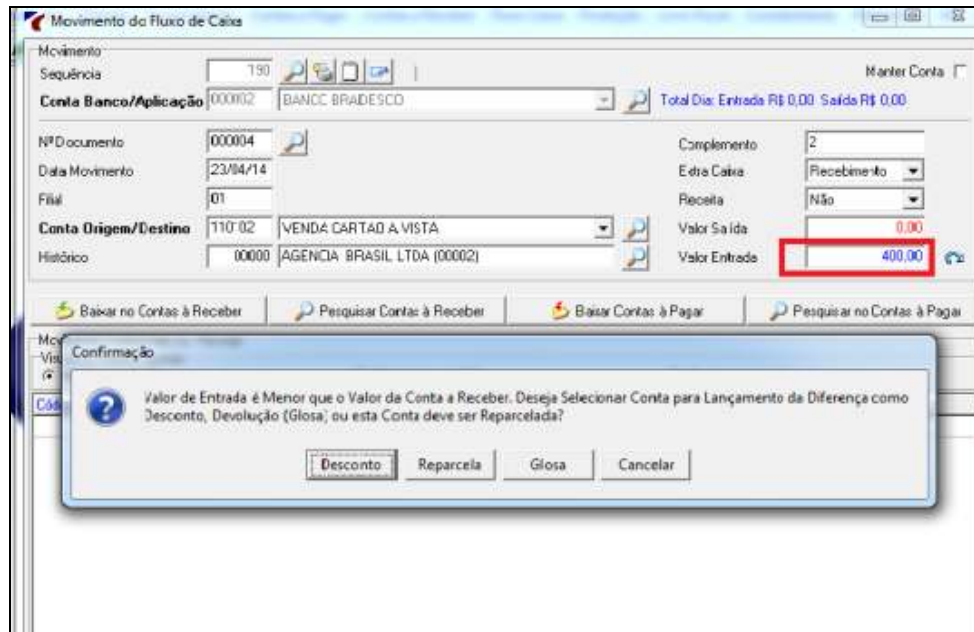 Movimento do Fluxo de Caixa
Movimento
Sequência 190 Manter Conta
Conta Banco/Aplicação 000002 BANCO BRADESCO Total Dia: Entrada R$ 0,00 Saída R$ 0,00
Nº Documento 000004 Complemento 2
Data Movimento 23/04/14 Extra Caixa Recebimento
Filial 01 Receita Não
Conta Origem/Destino 110102 VENDA CARTAO A VISTA Valor Saída 0,00
Histórico 00000 AGENCIA BRASIL LTDA (00002) Valor Entrada 400,00
Baixar no Contas à Receber Pesquisar Contas à Receber Baixar Contas à Pagar Pesquisar no Contas à Pagar
Confirmação
Valor de Entrada é Menor que o Valor da Conta a Receber. Deseja Selecionar Conta para Lançamento da Diferença como
Desconto, Devolução (Glosa) ou esta Conta deve ser Reparcelada?
Desconto Reparcela Glosa Cancelar